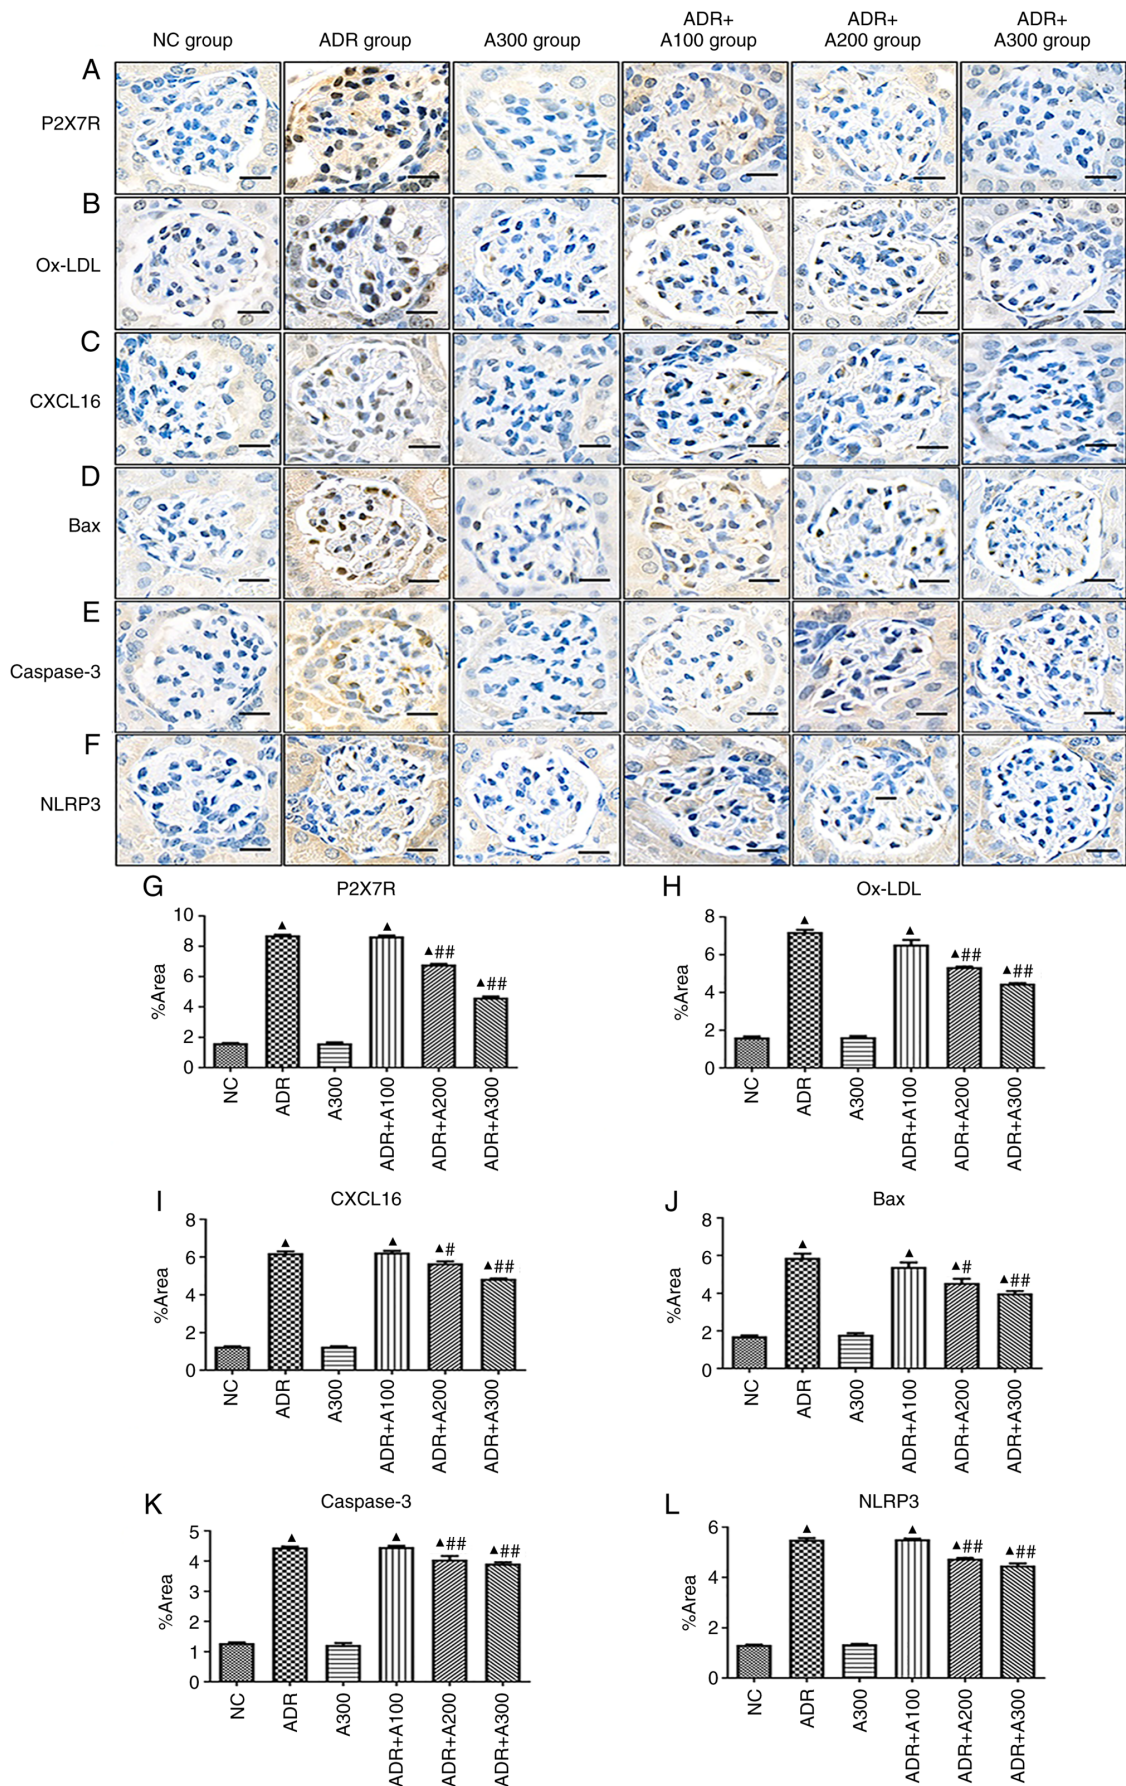 NC group
ADR group
A300 group
ADR+
A100 group
ADR+
A200 group
ADR+
A300 group
A
P2X7R
B
Ox-LDL
C
CXCL16
D
Bax
E
Caspase-3
F
NLRP3
G
P2X7R
%Area
10
8
6
4
2
0
▲
▲
▲##
▲##
NC
ADR
A300
ADR+A100
ADR+A200
ADR+A300
H
Ox-LDL
%Area
8
6
4
2
0
▲
▲
▲##
▲##
NC
ADR
A300
ADR+A100
ADR+A200
ADR+A300
I
CXCL16
%Area
8
6
4
2
0
▲
▲
▲#
▲##
NC
ADR
A300
ADR+A100
ADR+A200
ADR+A300
J
Bax
%Area
8
6
4
2
0
▲
▲
▲#
▲##
NC
ADR
A300
ADR+A100
ADR+A200
ADR+A300
K
Caspase-3
%Area
5
4
3
2
1
0
▲
▲
▲##
▲##
NC
ADR
A300
ADR+A100
ADR+A200
ADR+A300
L
NLRP3
%Area
6
4
2
0
▲
▲
▲##
▲##
NC
ADR
A300
ADR+A100
ADR+A200
ADR+A300